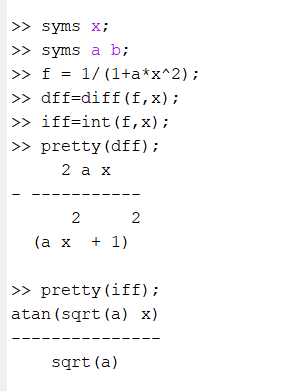 >> syms x;
>> syms a b;
>> f = 1/(1+a*x^2);
>> dff=diff(f,x);
>> iff=int(f,x);
>> pretty(dff);
2 a x
- -----------
2 2
(a x + 1)
>> pretty(iff);
atan(sqrt(a) x)
---------------
sqrt(a)